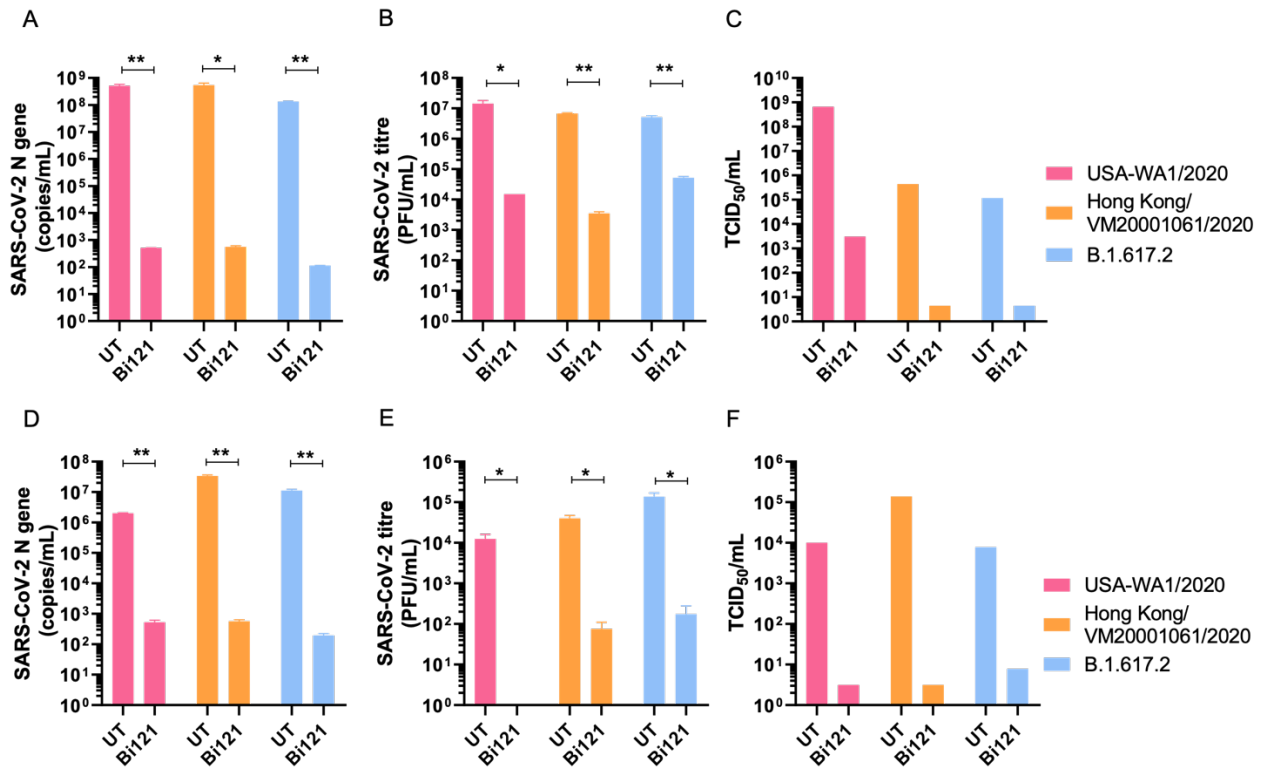 A
B
C
SARS-CoV-2 N gene
(copies/mL)
10⁹
10⁸
10⁷
10⁶
10⁵
10⁴
10³
10²
10¹
10⁰
**
*
**
UT
Bi121
UT
Bi121
UT
Bi121
SARS-CoV-2 titre
(PFU/mL)
10⁸
10⁷
10⁶
10⁵
10⁴
10³
10²
10¹
10⁰
*
**
**
UT
Bi121
UT
Bi121
UT
Bi121
TCID₅₀/mL
10¹⁰
10⁹
10⁸
10⁷
10⁶
10⁵
10⁴
10³
10²
10¹
10⁰
UT
Bi121
UT
Bi121
UT
Bi121
USA-WA1/2020
Hong Kong/
VM20001061/2020
B.1.617.2
D
E
F
SARS-CoV-2 N gene
(copies/mL)
10⁸
10⁷
10⁶
10⁵
10⁴
10³
10²
10¹
10⁰
**
**
**
UT
Bi121
UT
Bi121
UT
Bi121
SARS-CoV-2 titre
(PFU/mL)
10⁶
10⁵
10⁴
10³
10²
10¹
10⁰
*
*
*
UT
Bi121
UT
Bi121
UT
Bi121
TCID₅₀/mL
10⁶
10⁵
10⁴
10³
10²
10¹
10⁰
UT
Bi121
UT
Bi121
UT
Bi121
USA-WA1/2020
Hong Kong/
VM20001061/2020
B.1.617.2